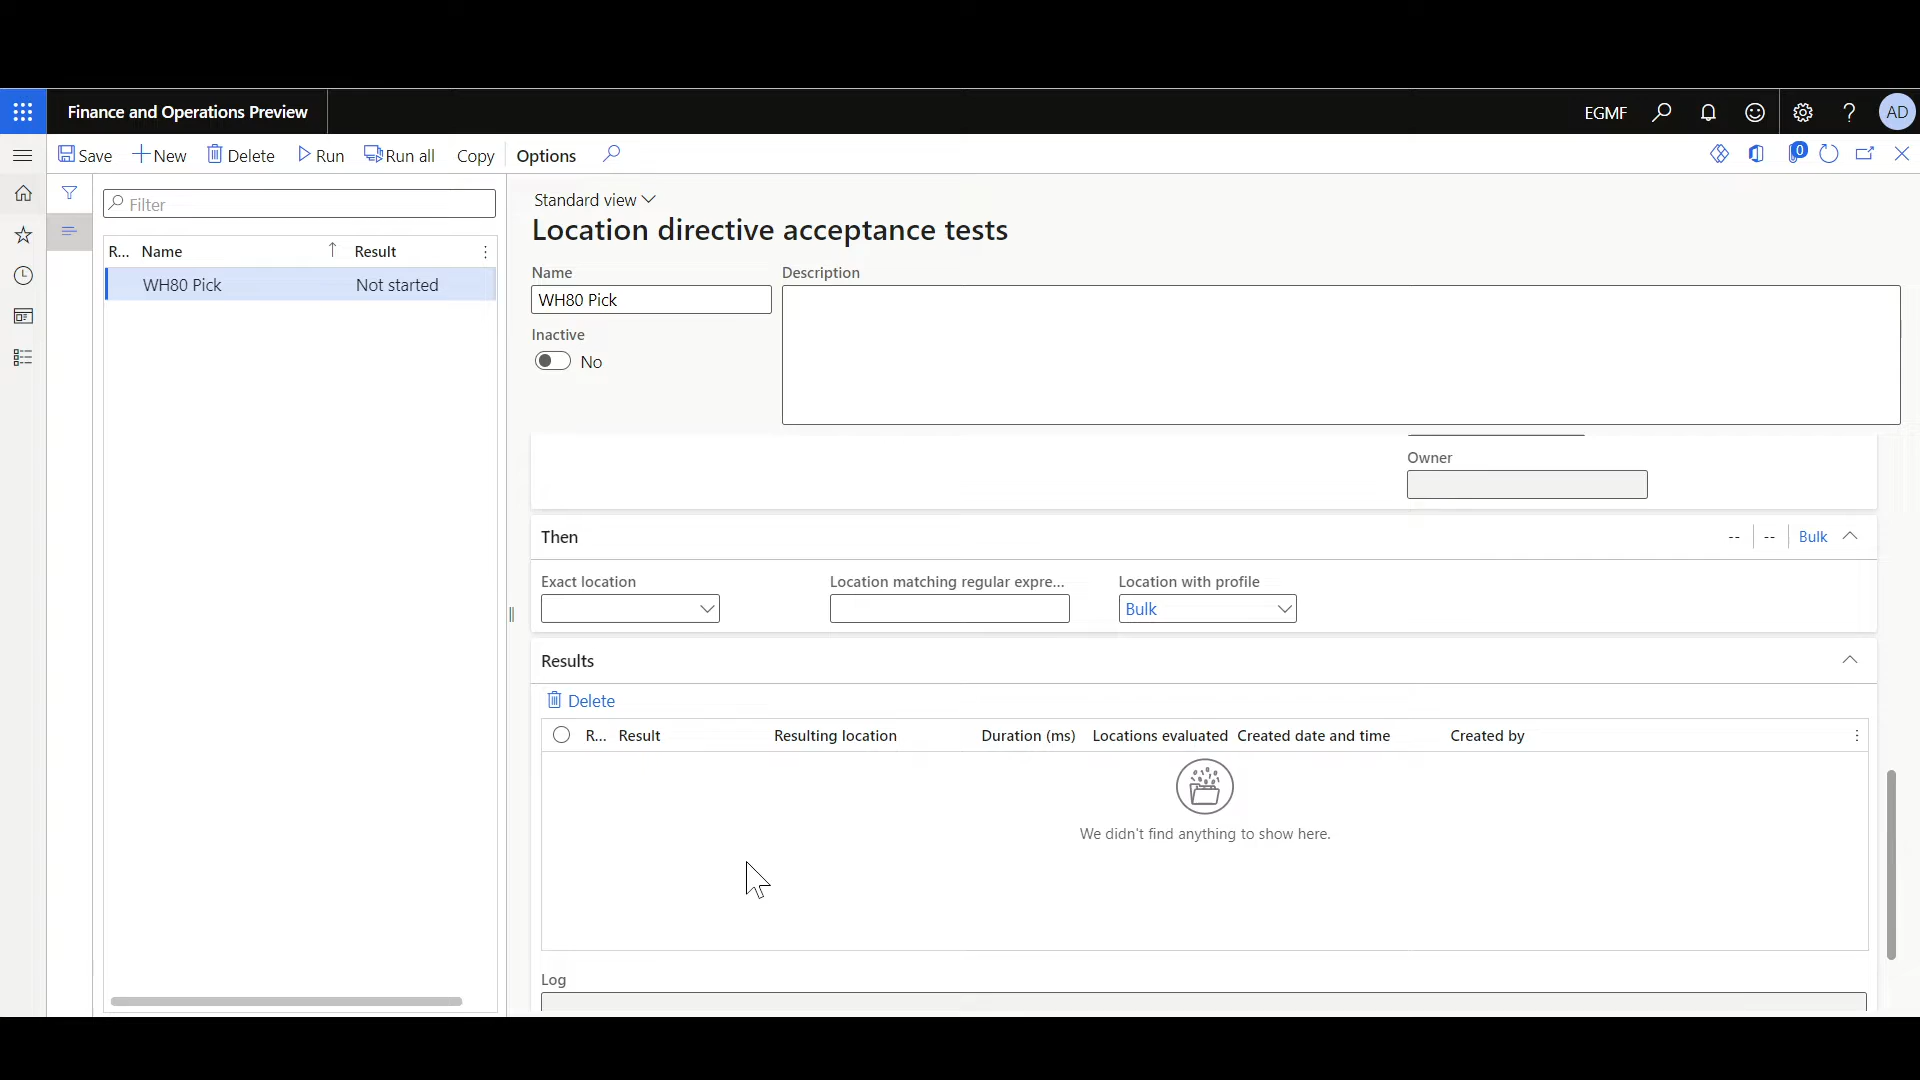 Finance and Operations Preview
EGMF
AD
Save New Delete Run Run all Copy Options
0
Filter
R... Name Result
WH80 Pick Not started
Standard view
Location directive acceptance tests
Name Description
WH80 Pick
Inactive
No
Owner
Then -- -- Bulk
Exact location Location matching regular expre... Location with profile
Bulk
Results
Delete
R... Result Resulting location Duration (ms) Locations evaluated Created date and time Created by
We didn't find anything to show here.
Log